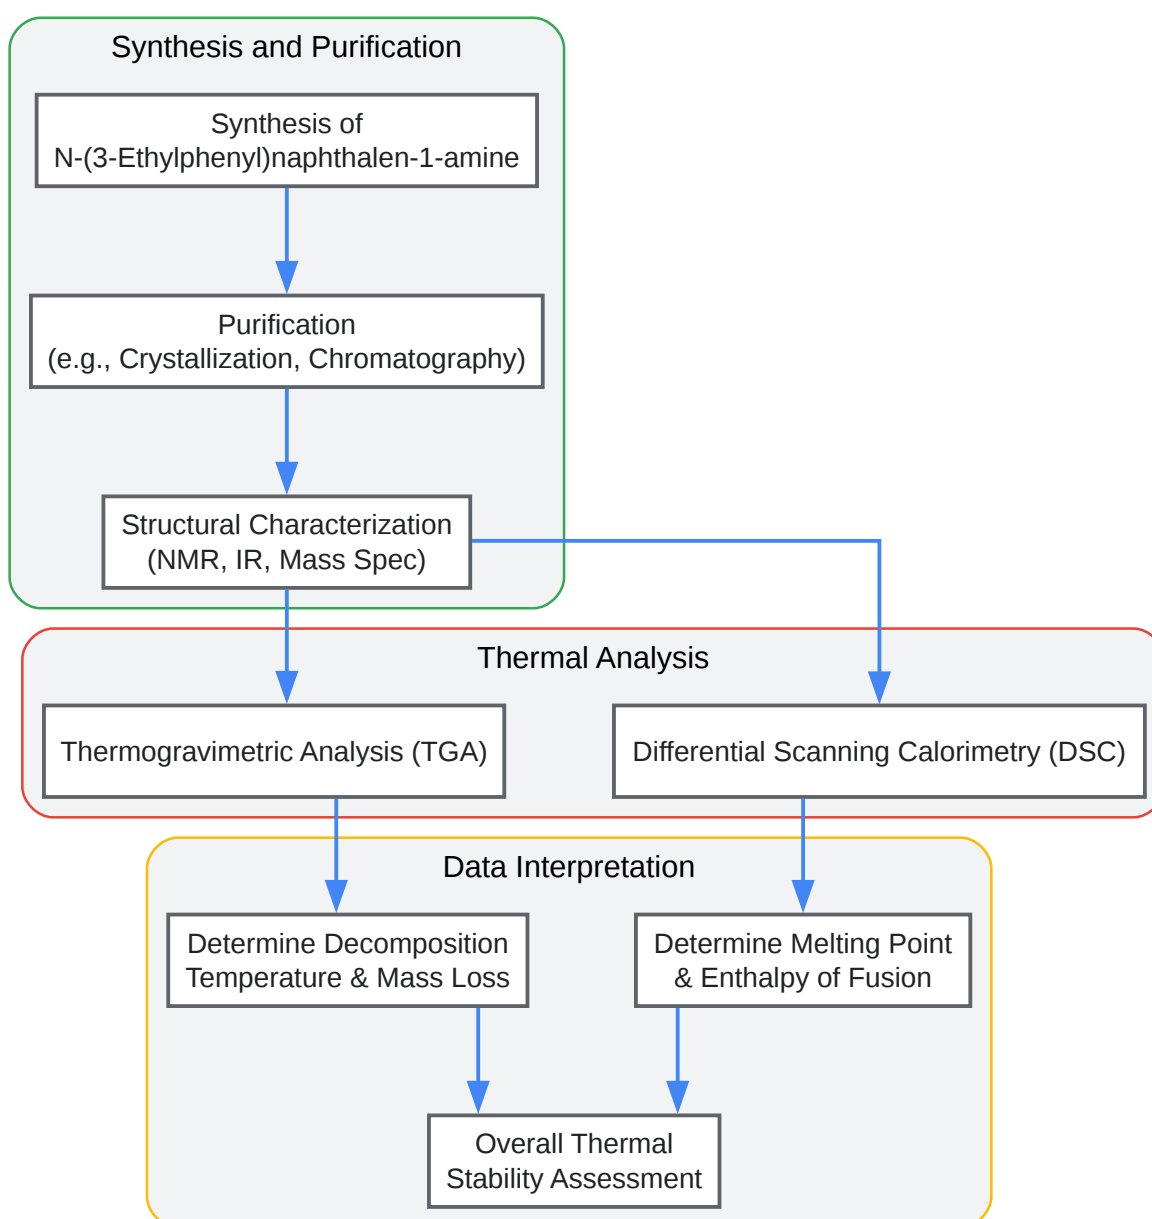 Synthesis and Purification
Synthesis of
N-(3-Ethylphenyl)naphthalen-1-amine
Purification
(e.g., Crystallization, Chromatography)
Structural Characterization
(NMR, IR, Mass Spec)
Thermal Analysis
Thermogravimetric Analysis (TGA)
Differential Scanning Calorimetry (DSC)
Data Interpretation
Determine Decomposition
Temperature & Mass Loss
Determine Melting Point
& Enthalpy of Fusion
Overall Thermal
Stability Assessment